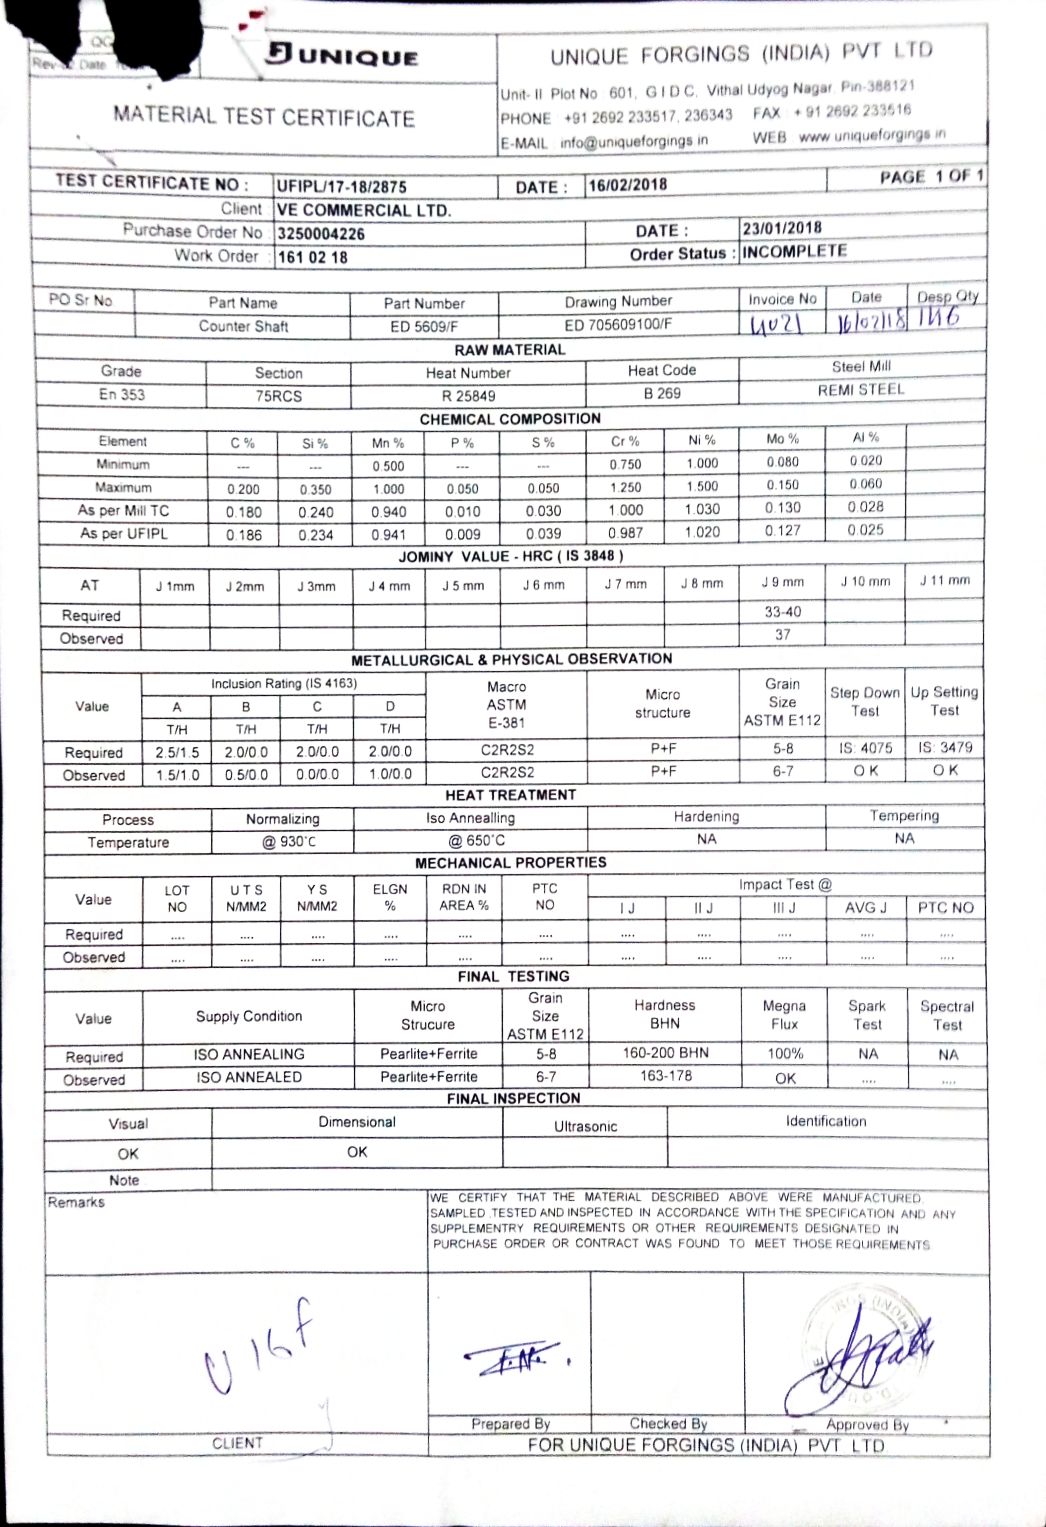 QC
Rev- Date
UNIQUE
MATERIAL TEST CERTIFICATE
UNIQUE FORGINGS (INDIA) PVT LTD
Unit- II Plot No 601, G I D C, Vithal Udyog Nagar Pin-388121
PHONE +91 2692 233517, 236343 FAX : + 91 2692 233516
E-MAIL info@uniqueforgings in WEB www uniqueforgings in
TEST CERTIFICATE NO : UFIPL/17-18/2875 DATE : 16/02/2018 PAGE 1 OF 1
Client VE COMMERCIAL LTD.
Purchase Order No 3250004226 DATE : 23/01/2018
Work Order : 161 02 18 Order Status : INCOMPLETE
PO Sr No Part Name Part Number Drawing Number Invoice No Date Desp Qty
Counter Shaft ED 5609/F ED 705609100/F 4021 16/02/18 1146
RAW MATERIAL
Grade Section Heat Number Heat Code Steel Mill
En 353 75RCS R 25849 B 269 REMI STEEL
CHEMICAL COMPOSITION
Element C % Si % Mn % P % S % Cr % Ni % Mo % Al %
Minimum --- --- 0.500 --- --- 0.750 1.000 0.080 0 020
Maximum 0.200 0.350 1.000 0.050 0.050 1.250 1.500 0.150 0 060
As per Mill TC 0.180 0.240 0.940 0.010 0.030 1.000 1.030 0.130 0.028
As per UFIPL 0.186 0.234 0.941 0.009 0.039 0.987 1.020 0.127 0.025
JOMINY VALUE - HRC ( IS 3848 )
AT J 1mm J 2mm J 3mm J 4 mm J 5 mm J 6 mm J 7 mm J 8 mm J 9 mm J 10 mm J 11 mm
Required 33-40
Observed 37
METALLURGICAL & PHYSICAL OBSERVATION
Value Inclusion Rating (IS 4163) Macro ASTM E-381 Micro structure Grain Size ASTM E112 Step Down Test Up Setting Test
A B C D
T/H T/H T/H T/H
Required 2.5/1.5 2.0/0.0 2.0/0.0 2.0/0.0 C2R2S2 P+F 5-8 IS: 4075 IS: 3479
Observed 1.5/1.0 0.5/0.0 0.0/0.0 1.0/0.0 C2R2S2 P+F 6-7 O K O K
HEAT TREATMENT
Process Normalizing Iso Annealling Hardening Tempering
Temperature @ 930°C @ 650°C NA NA
MECHANICAL PROPERTIES
Value LOT NO U T S N/MM2 Y S N/MM2 ELGN % RDN IN AREA % PTC NO Impact Test @
I J II J III J AVG J PTC NO
Required .... .... .... .... .... .... .... .... .... .... ....
Observed .... .... .... .... .... .... .... .... .... .... ....
FINAL TESTING
Value Supply Condition Micro Strucure Grain Size ASTM E112 Hardness BHN Megna Flux Spark Test Spectral Test
Required ISO ANNEALING Pearlite+Ferrite 5-8 160-200 BHN 100% NA NA
Observed ISO ANNEALED Pearlite+Ferrite 6-7 163-178 OK .... ....
FINAL INSPECTION
Visual Dimensional Ultrasonic Identification
OK OK
Note
Remarks
WE CERTIFY THAT THE MATERIAL DESCRIBED ABOVE WERE MANUFACTURED
SAMPLED ,TESTED AND INSPECTED IN ACCORDANCE WITH THE SPECIFICATION AND ANY
SUPPLEMENTRY REQUIREMENTS OR OTHER REQUIREMENTS DESIGNATED IN
PURCHASE ORDER OR CONTRACT WAS FOUND TO MEET THOSE REQUIREMENTS
Prepared By Checked By Approved By
CLIENT FOR UNIQUE FORGINGS (INDIA) PVT LTD